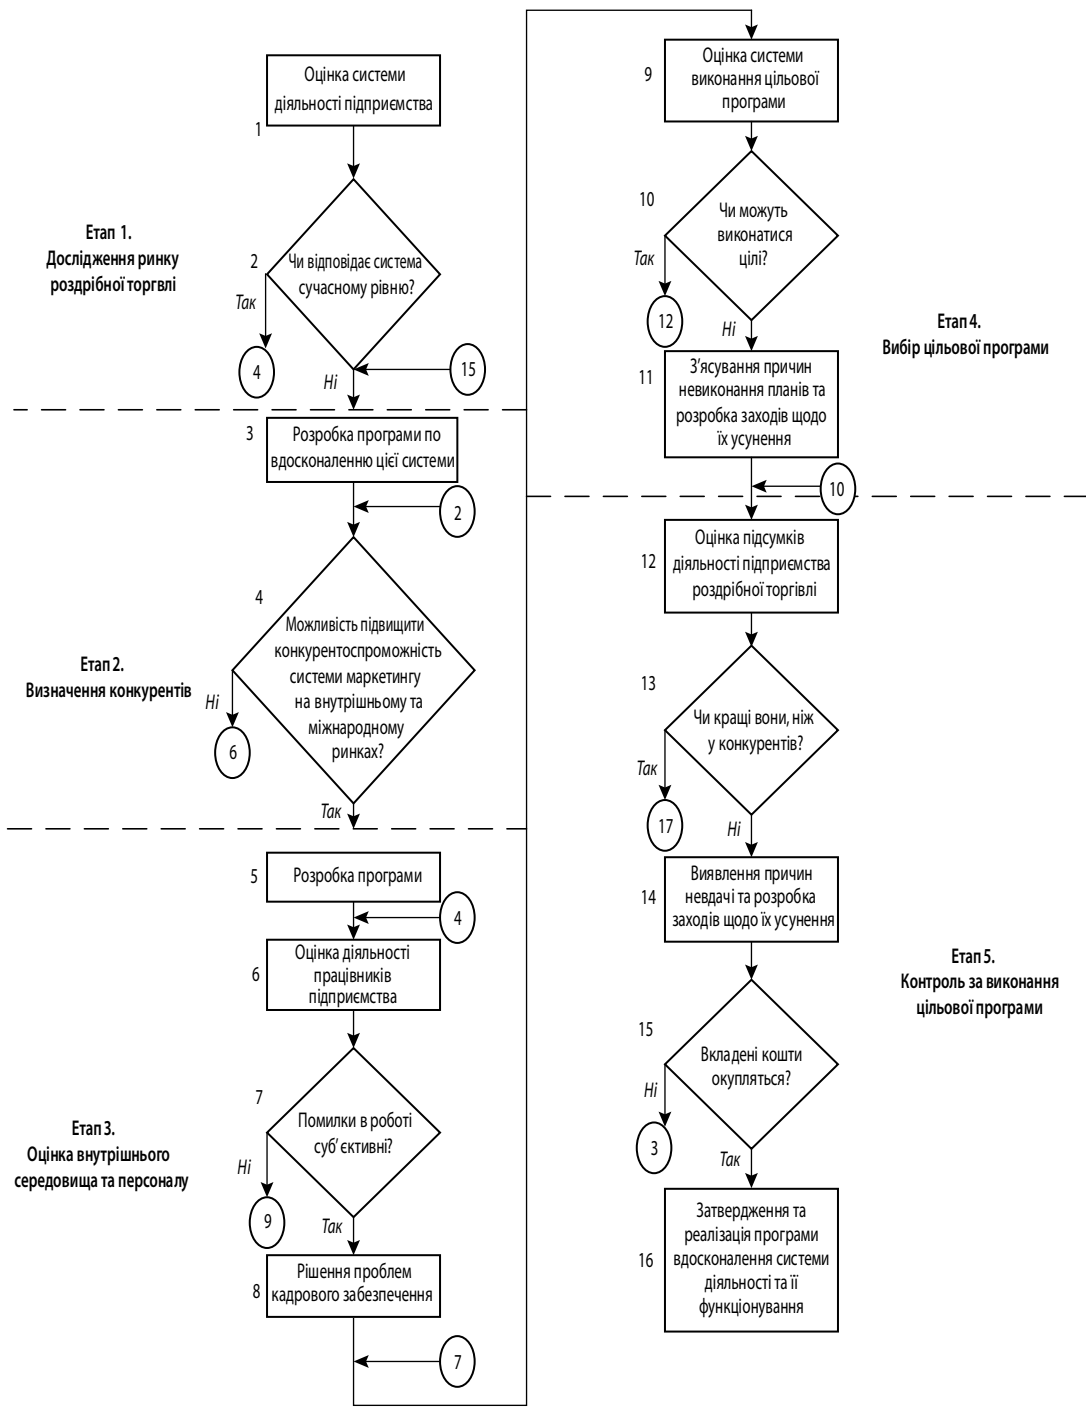 Оцінка системи
діяльності підприємства
1
Етап 1.
Дослідження ринку
роздрібної торгвлі
2
Чи відповідає система
сучасному рівню?
Так
4
15
Ні
3
Розробка програми по
вдосконаленню цієї системи
2
4
Можливість підвищити
конкурентоспроможність
системи маркетингу
на внутрішньому та
міжнародному
ринках?
Етап 2.
Визначення конкурентів
Ні
6
Так
5
Розробка програми
4
6
Оцінка діяльності
працівників
підприємства
7
Помилки в роботі
суб’єктивні?
Етап 3.
Оцінка внутрішнього
середовища та персоналу
Ні
9
Так
8
Рішення проблем
кадрового забезпечення
7
9
Оцінка системи
виконання цільової
програми
10
Чи можуть
виконатися
цілі?
Так
12
Ні
Етап 4.
Вибір цільової програми
11
З’ясування причин
невиконання планів та
розробка заходів щодо
їх усунення
10
12
Оцінка підсумків
діяльності підприємства
роздрібної торгівлі
13
Чи кращі вони, ніж
у конкурентів?
Так
17
Ні
14
Виявлення причин
невдачі та розробка
заходів щодо їх усунення
Етап 5.
Контроль за виконання
цільової програми
15
Вкладені кошти
окупляться?
Ні
3
Так
16
Затвердження та
реалізація програми
вдосконалення системи
діяльності та її
функціонування